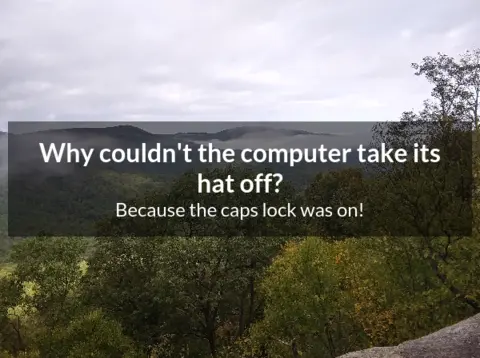 Why couldn't the computer take its
hat off?
Because the caps lock was on!